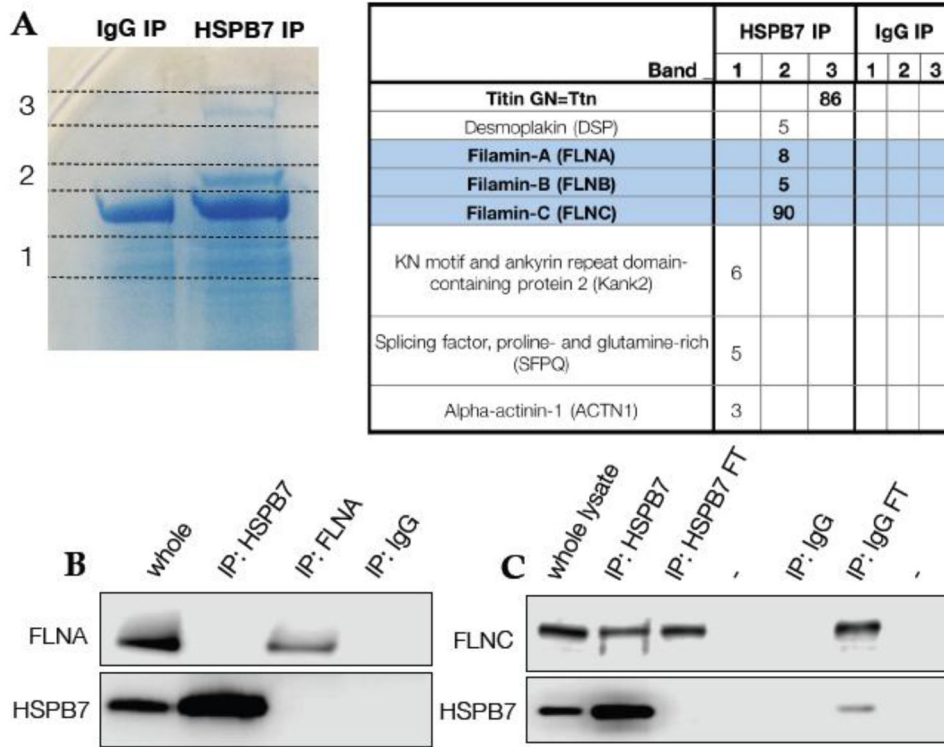 A
IgG IP HSPB7 IP
3
2
1
HSPB7 IP IgG IP
Band _ 1 2 3 1 2 3
Titin GN=Ttn 86
Desmoplakin (DSP) 5
Filamin-A (FLNA) 8
Filamin-B (FLNB) 5
Filamin-C (FLNC) 90
KN motif and ankyrin repeat domain-
containing protein 2 (Kank2) 6
Splicing factor, proline- and glutamine-rich
(SFPQ) 5
Alpha-actinin-1 (ACTN1) 3
B
whole
IP: HSPB7
IP: FLNA
IP: IgG
FLNA
HSPB7
C
whole lysate
IP: HSPB7
IP: HSPB7 FT
-
IP: IgG
IP: IgG FT
-
FLNC
HSPB7